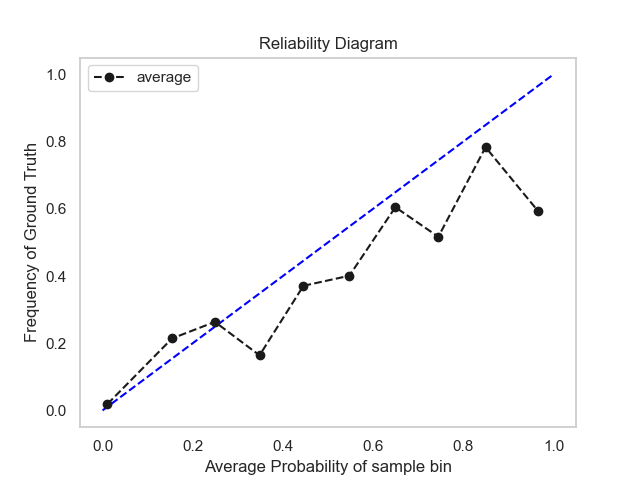 Reliability Diagram
average
Frequency of Ground Truth
1.0
0.8
0.6
0.4
0.2
0.0
0.0 0.2 0.4 0.6 0.8 1.0
Average Probability of sample bin